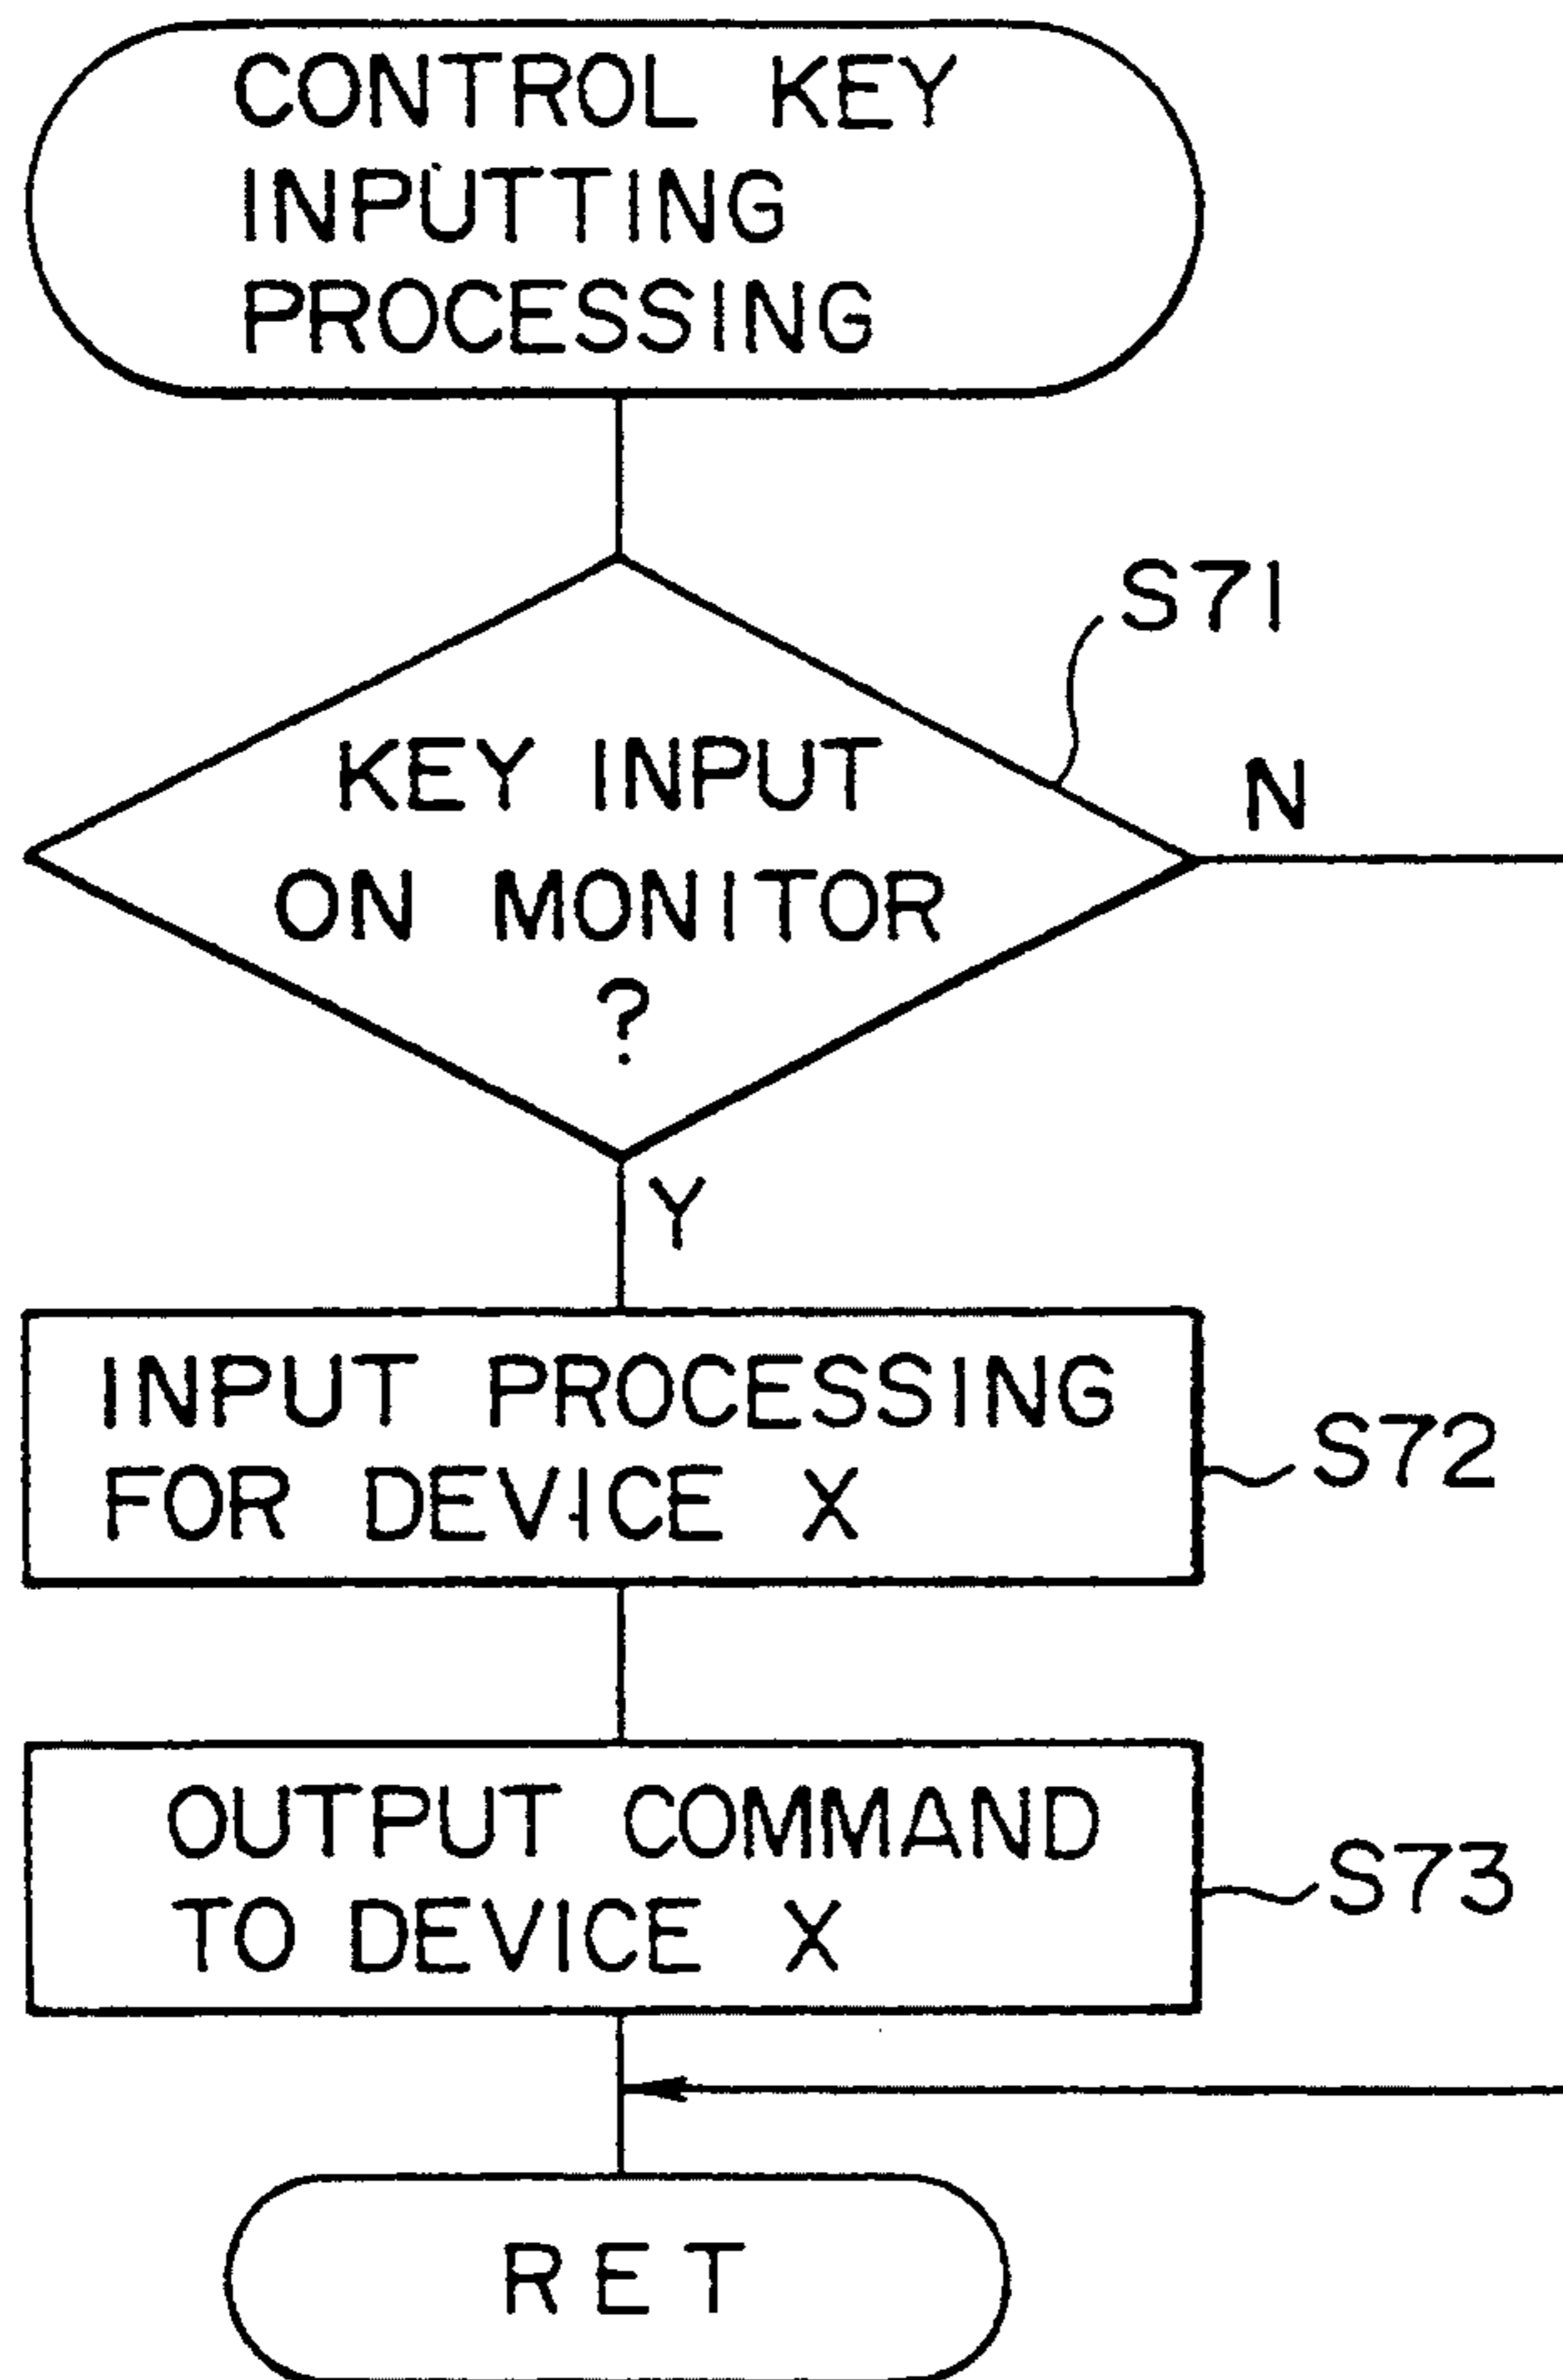 CONTROL KEY
INPUTTING
PROCESSING
S71
KEY INPUT
ON MONITOR
?
N
Y
INPUT PROCESSING
FOR DEVICE X
S72
OUTPUT COMMAND
TO DEVICE X
S73
RET